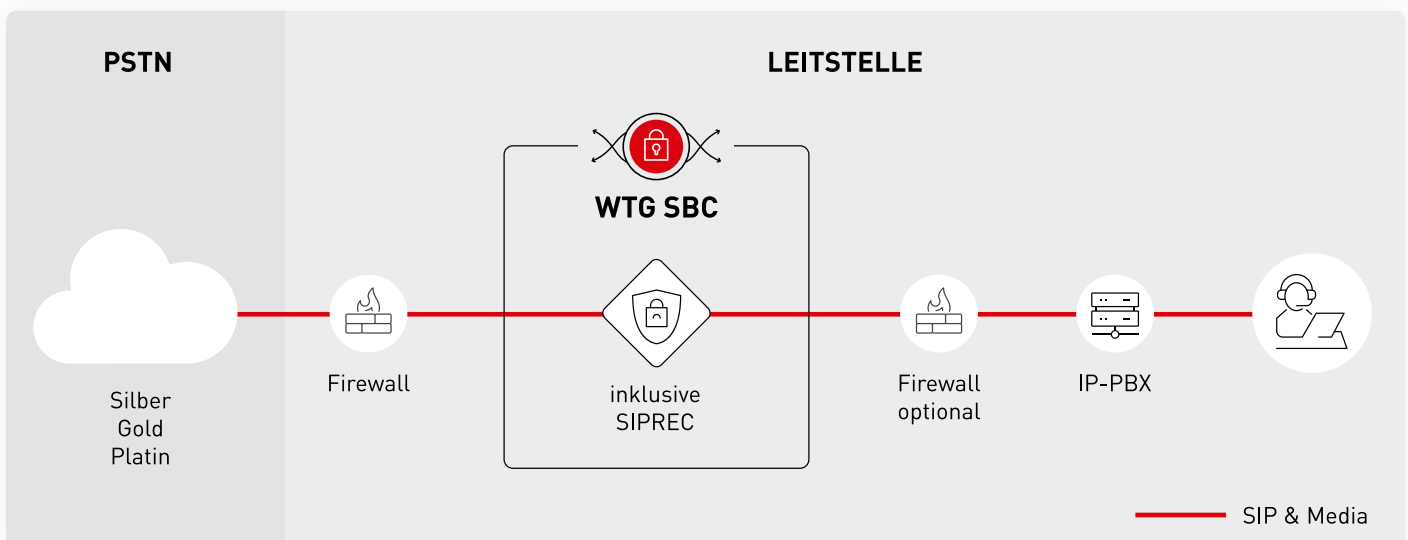 PSTN
LEITSTELLE
WTG SBC
Silber
Gold
Platin
Firewall
inklusive
SIPREC
Firewall
optional
IP-PBX
SIP & Media